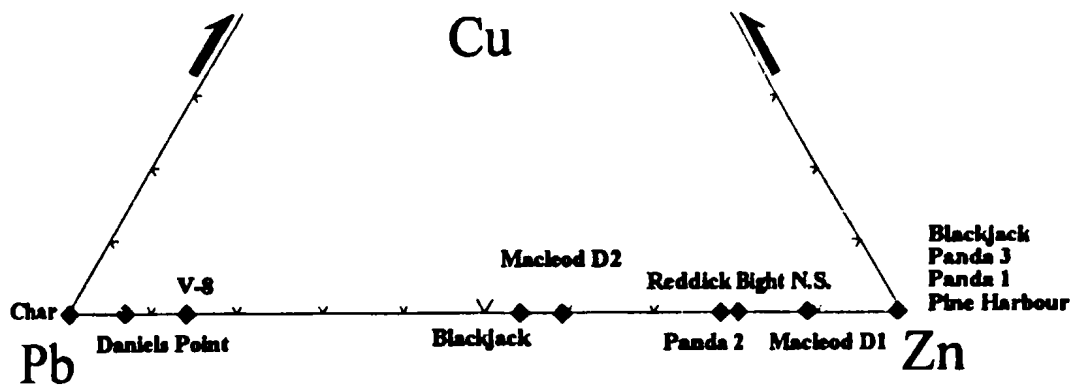 Cu
Blackjack
Panda 3
Panda 1
Pine Harbour
Macleod D2
Reddick Bight N.S.
V-8
Char
Daniels Point
Blackjack
Panda 2
Macleod D1
Pb
Zn